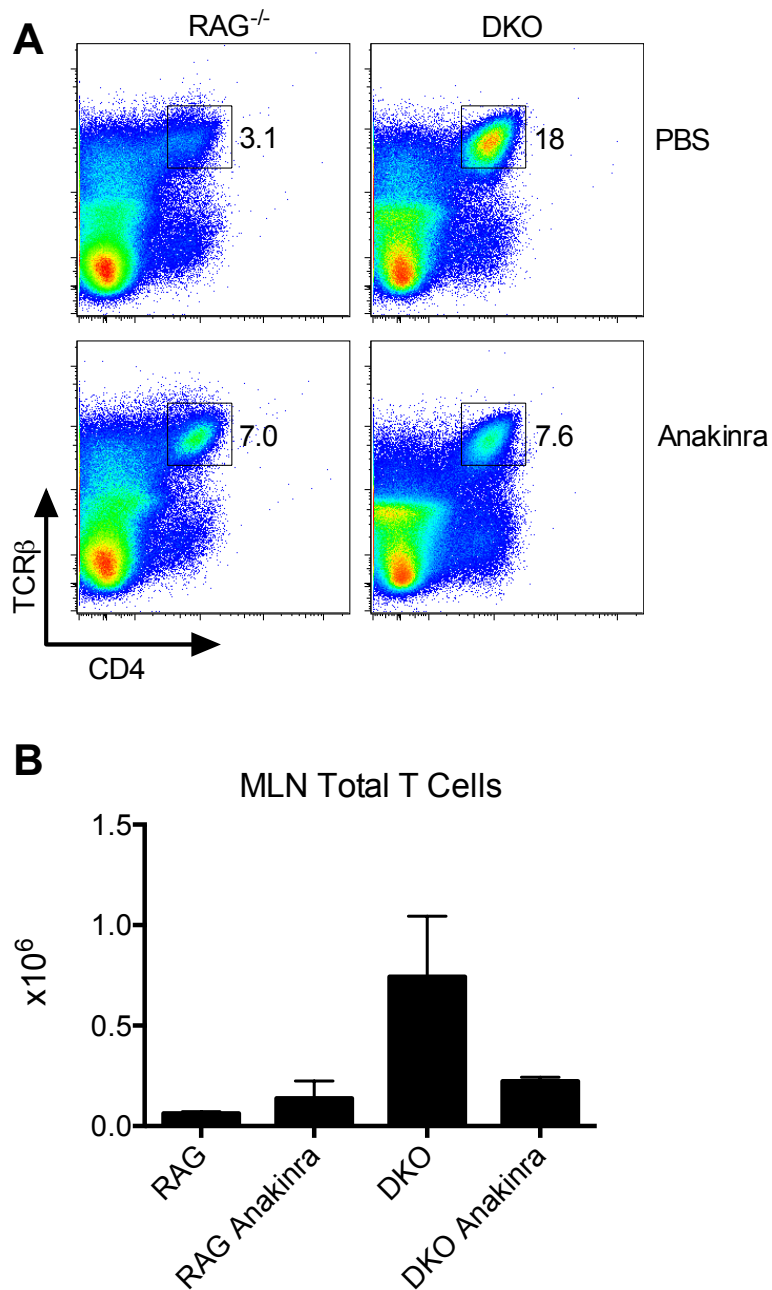 A
RAG-/- DKO
3.1 18 PBS
7.0 7.6 Anakinra
TCRβ
CD4
B
MLN Total T Cells
1.5
1.0
0.5
0.0
x10⁶
RAG
RAG Anakinra
DKO
DKO Anakinra